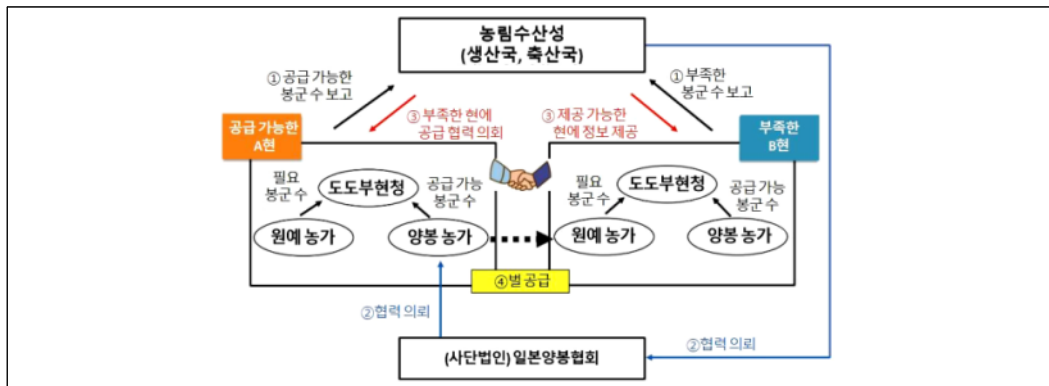 농림수산성
(생산국, 축산국)
① 공급 가능한
봉군 수 보고
① 부족한
봉군 수 보고
③ 부족한 현에
공급 협력 의회
③ 제공 가능한
현에 정보 제공
공급 가능한
A현
부족한
B현
필요
봉군 수
도도부현청
공급 가능
봉군 수
원예 농가
양봉 농가
필요
봉군 수
도도부현청
공급 가능
봉군 수
원예 농가
양봉 농가
④벌 공급
②협력 의뢰
(사단법인) 일본양봉협회
②협력 의뢰